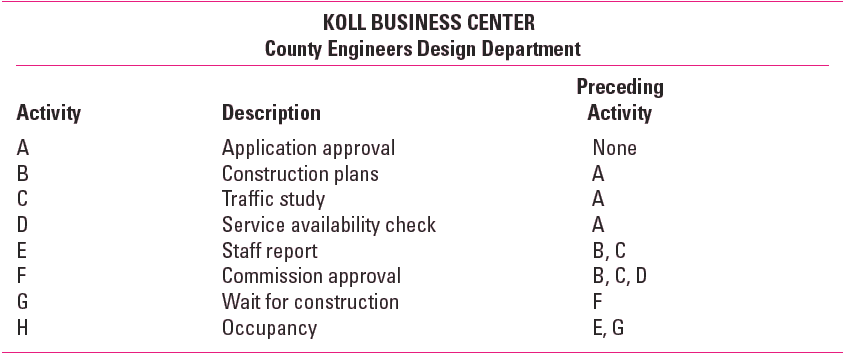 KOLL BUSINESS CENTER
County Engineers Design Department
Preceding
Activity Description Activity
A Application approval None
B Construction plans A
C Traffic study A
D Service availability check A
E Staff report B, C
F Commission approval B, C, D
G Wait for construction F
H Occupancy E, G